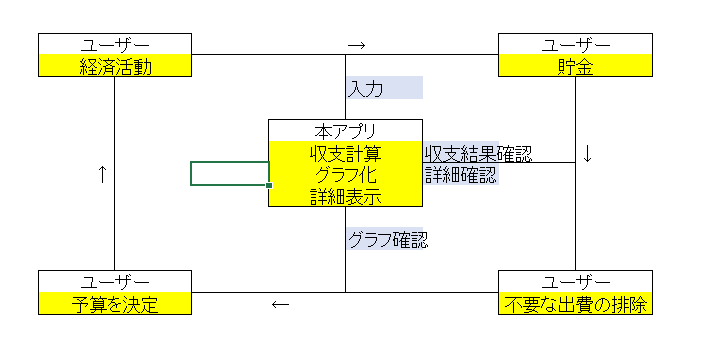 ユーザー
経済活動
→
ユーザー
貯金
入力
本アプリ
収支計算
グラフ化
詳細表示
収支結果確認
詳細確認
↓
↑
グラフ確認
ユーザー
予算を決定
←
ユーザー
不要な出費の排除